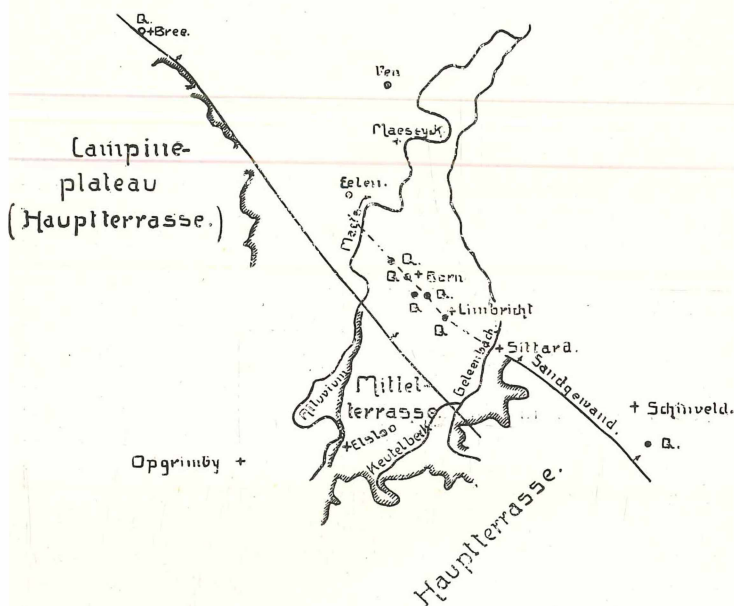 Q.
Bree.
Ven
Maeseyck
Campine-
plateau
(Hauptterrasse.)
Eelen.
Maas
Q.
Q.
Born
Q.
Q.
Limbricht
Q.
Geleenbach
Sittard.
Sandgewand.
Alluvium
Mittel-
terrasse
Schinveld.
Elsloo
Q.
Keutelbeek
Opgrimby
Hauptterrasse.